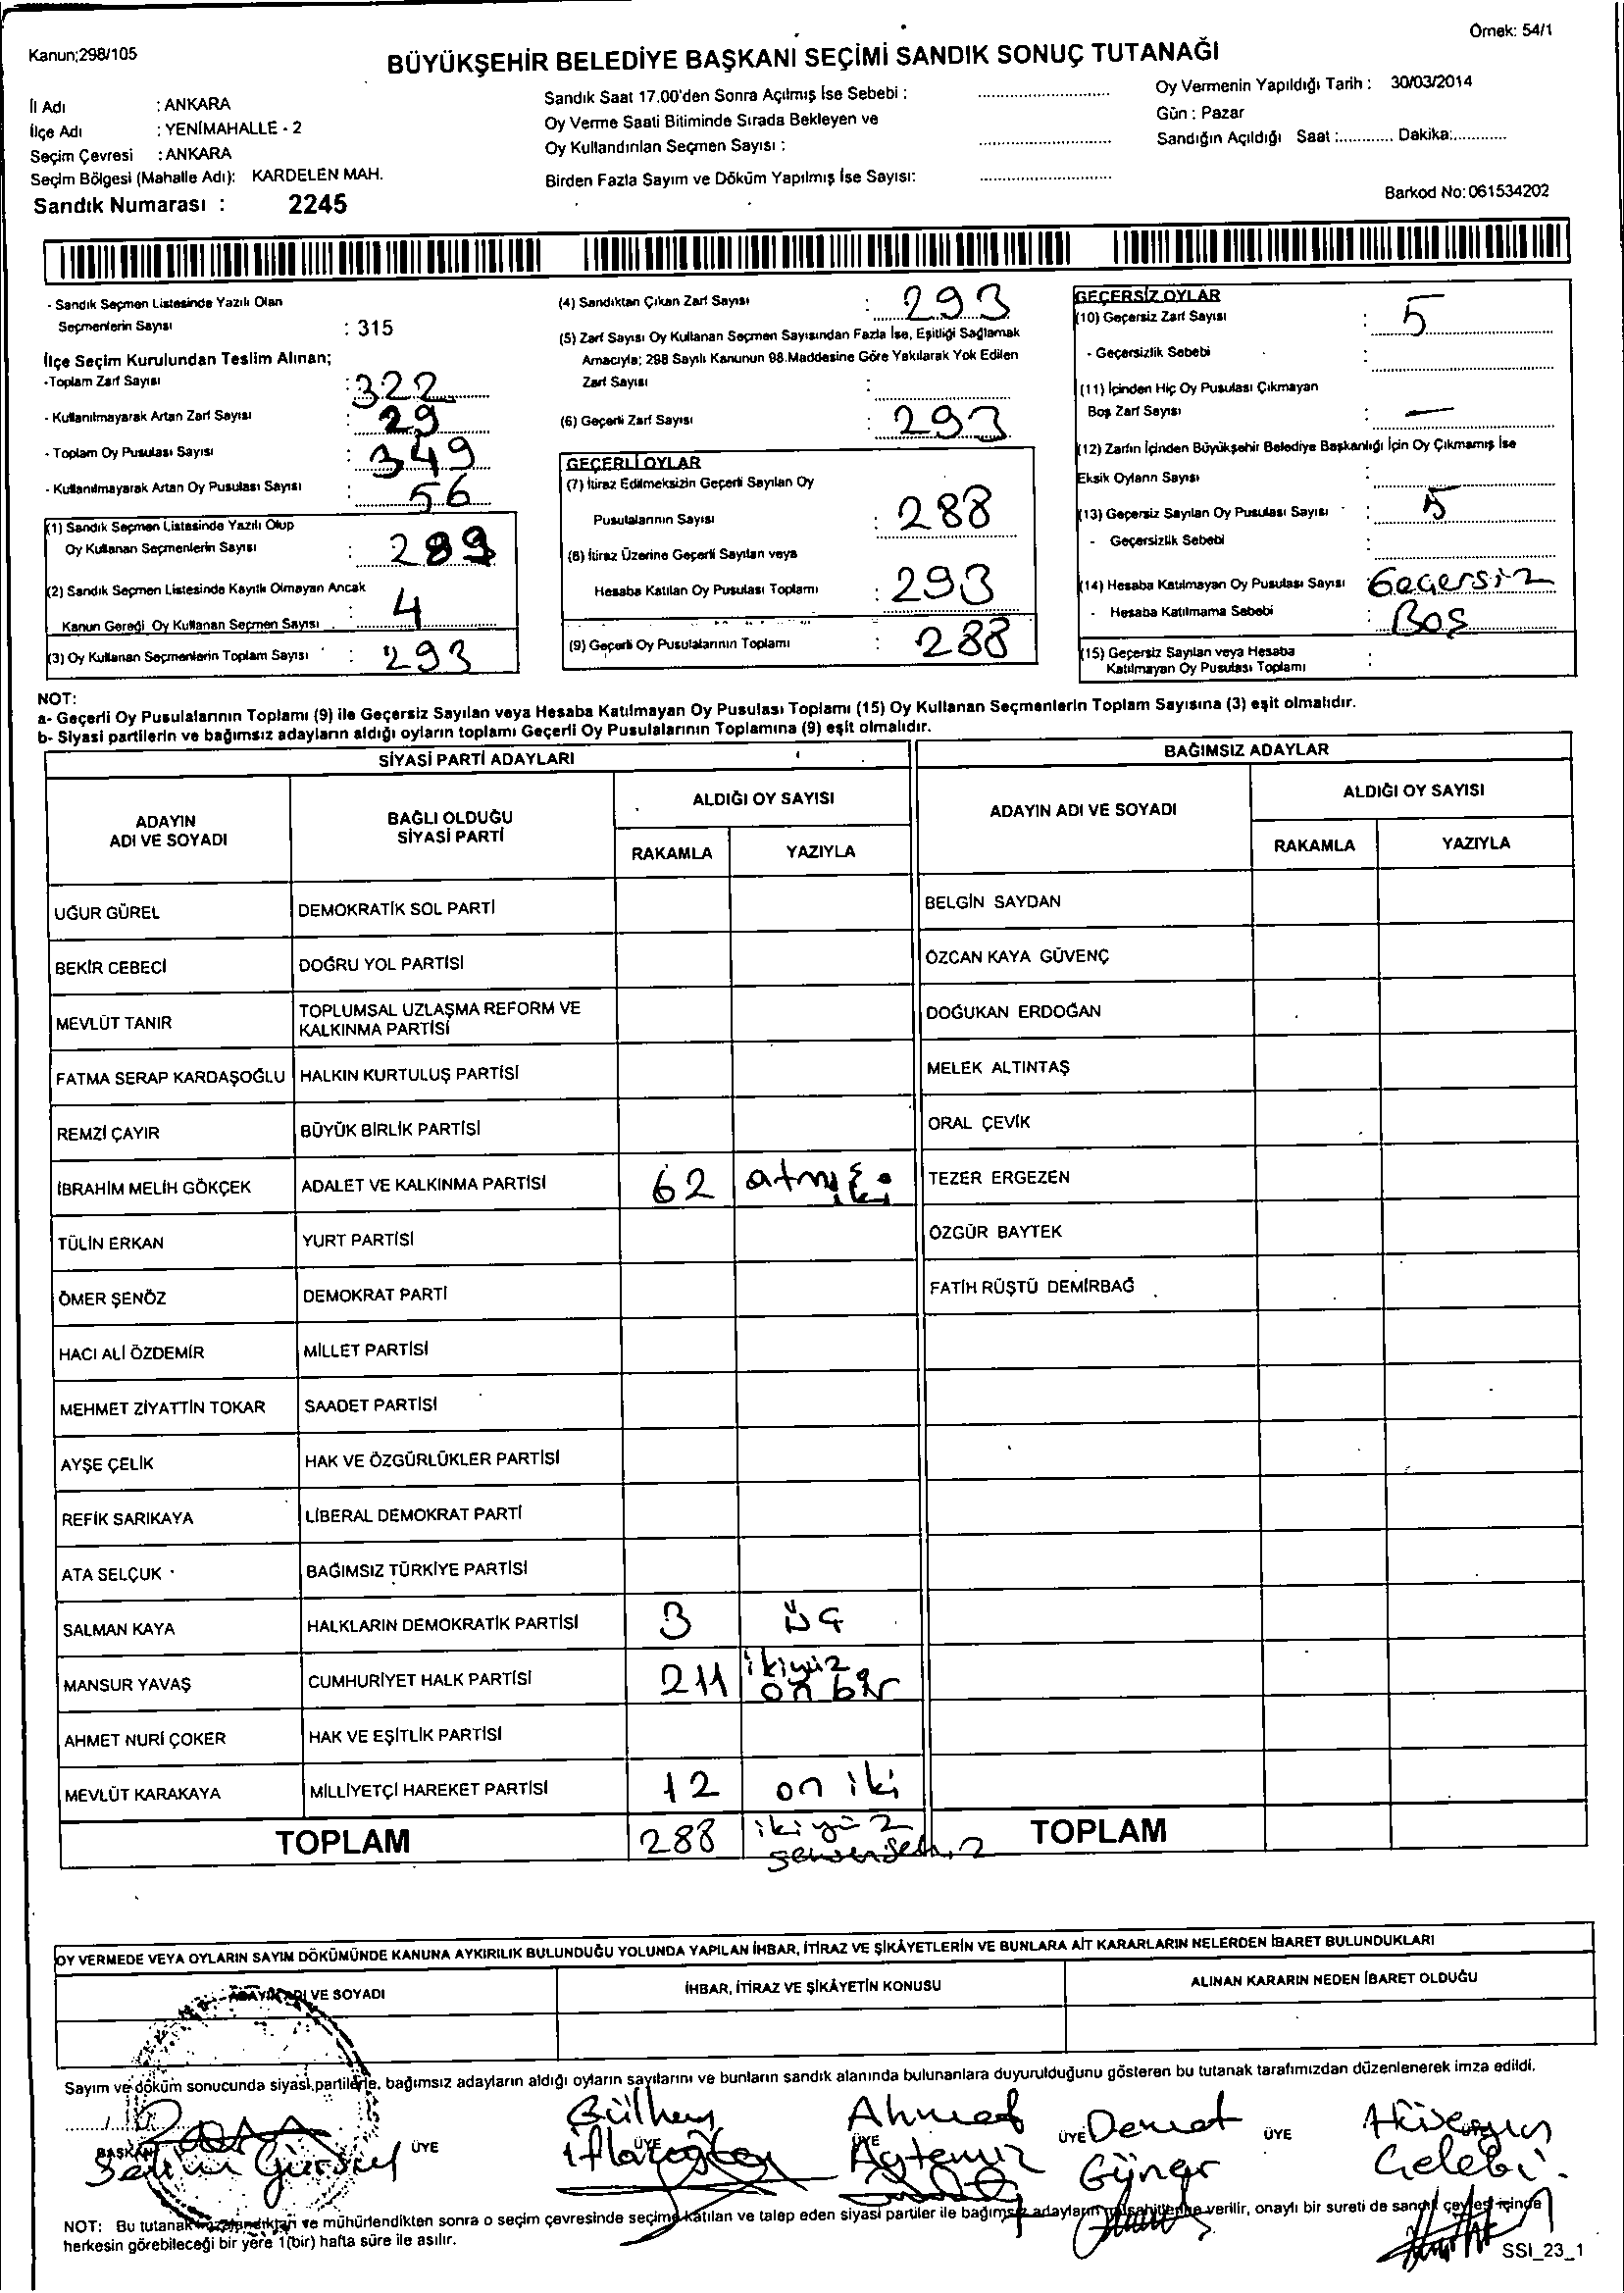 Örnek: 54/1
Kanun;298/105
BÜYÜKŞEHİR BELEDİYE BAŞKANI SEÇİMİ SANDIK SONUÇ TUTANAĞI
İl Adı : ANKARA
İlçe Adı : YENİMAHALLE - 2
Seçim Çevresi : ANKARA
Seçim Bölgesi (Mahalle Adı): KARDELEN MAH.
Sandık Numarası : 2245
Sandık Saat 17.00'den Sonra Açılmış İse Sebebi :
Oy Verme Saati Bitiminde Sırada Bekleyen ve
Oy Kullandırılan Seçmen Sayısı :
Birden Fazla Sayım ve Döküm Yapılmış İse Sayısı:
Oy Vermenin Yapıldığı Tarih : 30/03/2014
Gün : Pazar
Sandığın Açıldığı Saat :............ Dakika:............
Barkod No: 061534202
- Sandık Seçmen Listesinde Yazılı Olan
Seçmenlerin Sayısı : 315
İlçe Seçim Kurulundan Teslim Alınan;
-Toplam Zarf Sayısı : 322
- Kullanılmayarak Artan Zarf Sayısı : 29
- Toplam Oy Pusulası Sayısı : 349
- Kullanılmayarak Artan Oy Pusulası Sayısı : 56
(1) Sandık Seçmen Listesinde Yazılı Olup
Oy Kullanan Seçmenlerin Sayısı : 289
(2) Sandık Seçmen Listesinde Kayıtlı Olmayan Ancak
Kanun Gereği Oy Kullanan Seçmen Sayısı : 4
(3) Oy Kullanan Seçmenlerin Toplam Sayısı : 293
(4) Sandıktan Çıkan Zarf Sayısı : 293
(5) Zarf Sayısı Oy Kullanan Seçmen Sayısından Fazla İse, Eşitliği Sağlamak
Amacıyla; 298 Sayılı Kanunun 98.Maddesine Göre Yakılarak Yok Edilen
Zarf Sayısı :
(6) Geçerli Zarf Sayısı : 293
GEÇERLİ OYLAR
(7) İtiraz Edilmeksizin Geçerli Sayılan Oy
Pusulalarının Sayısı : 288
(8) İtiraz Üzerine Geçerli Sayılan veya
Hesaba Katılan Oy Pusulası Toplamı : 293
(9) Geçerli Oy Pusulalarının Toplamı : 288
GEÇERSİZ OYLAR
(10) Geçersiz Zarf Sayısı : 5
- Geçersizlik Sebebi :
(11) İçinden Hiç Oy Pusulası Çıkmayan
Boş Zarf Sayısı : —
(12) Zarfın İçinden Büyükşehir Belediye Başkanlığı İçin Oy Çıkmamış İse
Eksik Oyların Sayısı :
(13) Geçersiz Sayılan Oy Pusulası Sayısı : 5
- Geçersizlik Sebebi :
(14) Hesaba Katılmayan Oy Pusulası Sayısı Geçersiz
- Hesaba Katılmama Sebebi : Boş
(15) Geçersiz Sayılan veya Hesaba
Katılmayan Oy Pusulası Toplamı :
NOT:
a- Geçerli Oy Pusulalarının Toplamı (9) ile Geçersiz Sayılan veya Hesaba Katılmayan Oy Pusulası Toplamı (15) Oy Kullanan Seçmenlerin Toplam Sayısına (3) eşit olmalıdır.
b- Siyasi partilerin ve bağımsız adayların aldığı oyların toplamı Geçerli Oy Pusulalarının Toplamına (9) eşit olmalıdır.
SİYASİ PARTİ ADAYLARI
ADAYIN ADI VE SOYADI
BAĞLI OLDUĞU SİYASİ PARTİ
ALDIĞI OY SAYISI
RAKAMLA YAZIYLA
UĞUR GÜREL DEMOKRATİK SOL PARTİ
BEKİR CEBECİ DOĞRU YOL PARTİSİ
MEVLÜT TANIR TOPLUMSAL UZLAŞMA REFORM VE KALKINMA PARTİSİ
FATMA SERAP KARDAŞOĞLU HALKIN KURTULUŞ PARTİSİ
REMZİ ÇAYIR BÜYÜK BİRLİK PARTİSİ
İBRAHİM MELİH GÖKÇEK ADALET VE KALKINMA PARTİSİ 62 atmış iki
TÜLİN ERKAN YURT PARTİSİ
ÖMER ŞENÖZ DEMOKRAT PARTİ
HACI ALİ ÖZDEMİR MİLLET PARTİSİ
MEHMET ZİYATTİN TOKAR SAADET PARTİSİ
AYŞE ÇELİK HAK VE ÖZGÜRLÜKLER PARTİSİ
REFİK SARIKAYA LİBERAL DEMOKRAT PARTİ
ATA SELÇUK BAĞIMSIZ TÜRKİYE PARTİSİ
SALMAN KAYA HALKLARIN DEMOKRATİK PARTİSİ 3 üç
MANSUR YAVAŞ CUMHURİYET HALK PARTİSİ 211 ikiyüz on bir
AHMET NURİ ÇOKER HAK VE EŞİTLİK PARTİSİ
MEVLÜT KARAKAYA MİLLİYETÇİ HAREKET PARTİSİ 12 on iki
TOPLAM 288 ikiyüz
BAĞIMSIZ ADAYLAR
ADAYIN ADI VE SOYADI
ALDIĞI OY SAYISI
RAKAMLA YAZIYLA
BELGİN SAYDAN
ÖZCAN KAYA GÜVENÇ
DOĞUKAN ERDOĞAN
MELEK ALTINTAŞ
ORAL ÇEVİK
TEZER ERGEZEN
ÖZGÜR BAYTEK
FATİH RÜŞTÜ DEMİRBAĞ
TOPLAM
OY VERMEDE VEYA OYLARIN SAYIM DÖKÜMÜNDE KANUNA AYKIRILIK BULUNDUĞU YOLUNDA YAPILAN İHBAR, İTİRAZ VE ŞİKÂYETLERİN VE BUNLARA AİT KARARLARIN NELERDEN İBARET BULUNDUKLARI
VE SOYADI
İHBAR, İTİRAZ VE ŞİKÂYETİN KONUSU
ALINAN KARARIN NEDEN İBARET OLDUĞU
Sayım ve döküm sonucunda siyasi partilerle, bağımsız adayların aldığı oyların sayılarını ve bunların sandık alanında bulunanlara duyurulduğunu gösteren bu tutanak tarafımızdan düzenlenerek imza edildi.
BAŞKAN ÜYE ÜYE ÜYE ÜYE ÜYE
Selim Gürsel
Ahmet Aytemiz
Demet Güner
Hüseyin Çelebi
NOT: Bu tutanak ve mühürlendikten sonra o seçim çevresinde seçime katılan ve talep eden siyasi partiler ile bağımsız adayların verilir, onaylı bir sureti de sandık çevresi içinde
herkesin görebileceği bir yere 1(bir) hafta süre ile asılır.
SSI_23_1